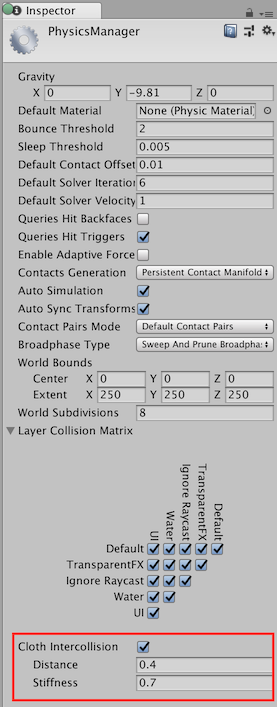 Inspector
PhysicsManager
Gravity
X 0 Y -9.81 Z 0
Default Material None (Physic Material)
Bounce Threshold 2
Sleep Threshold 0.005
Default Contact Offset 0.01
Default Solver Iteration 6
Default Solver Velocity 1
Queries Hit Backfaces
Queries Hit Triggers
Enable Adaptive Force
Contacts Generation Persistent Contact Manifold
Auto Simulation
Auto Sync Transforms
Contact Pairs Mode Default Contact Pairs
Broadphase Type Sweep And Prune Broadpha
World Bounds
Center X 0 Y 0 Z 0
Extent X 250 Y 250 Z 250
World Subdivisions 8
Layer Collision Matrix
UI Water Ignore Raycast TransparentFX Default
Default
TransparentFX
Ignore Raycast
Water
UI
Cloth Intercollision
Distance 0.4
Stiffness 0.7